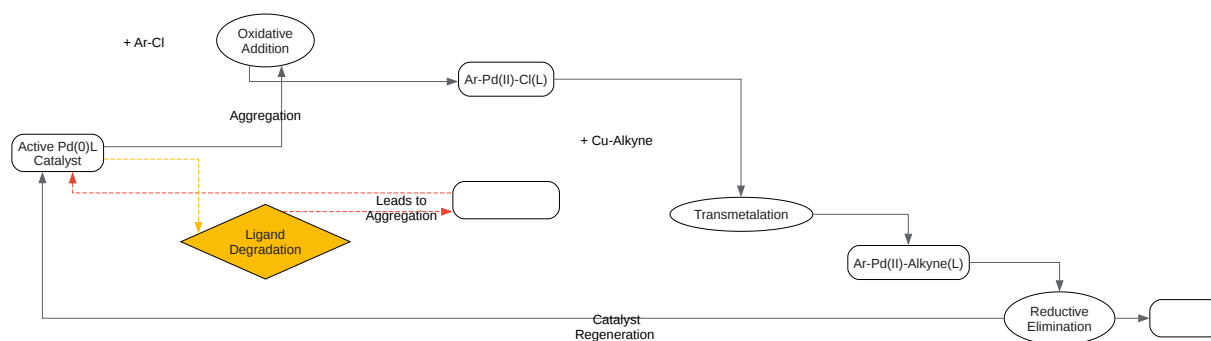 + Ar-Cl
Oxidative
Addition
Ar-Pd(II)-Cl(L)
Aggregation
+ Cu-Alkyne
Active Pd(0)L
Catalyst
Leads to
Aggregation
Transmetalation
Ligand
Degradation
Ar-Pd(II)-Alkyne(L)
Reductive
Elimination
Catalyst
Regeneration